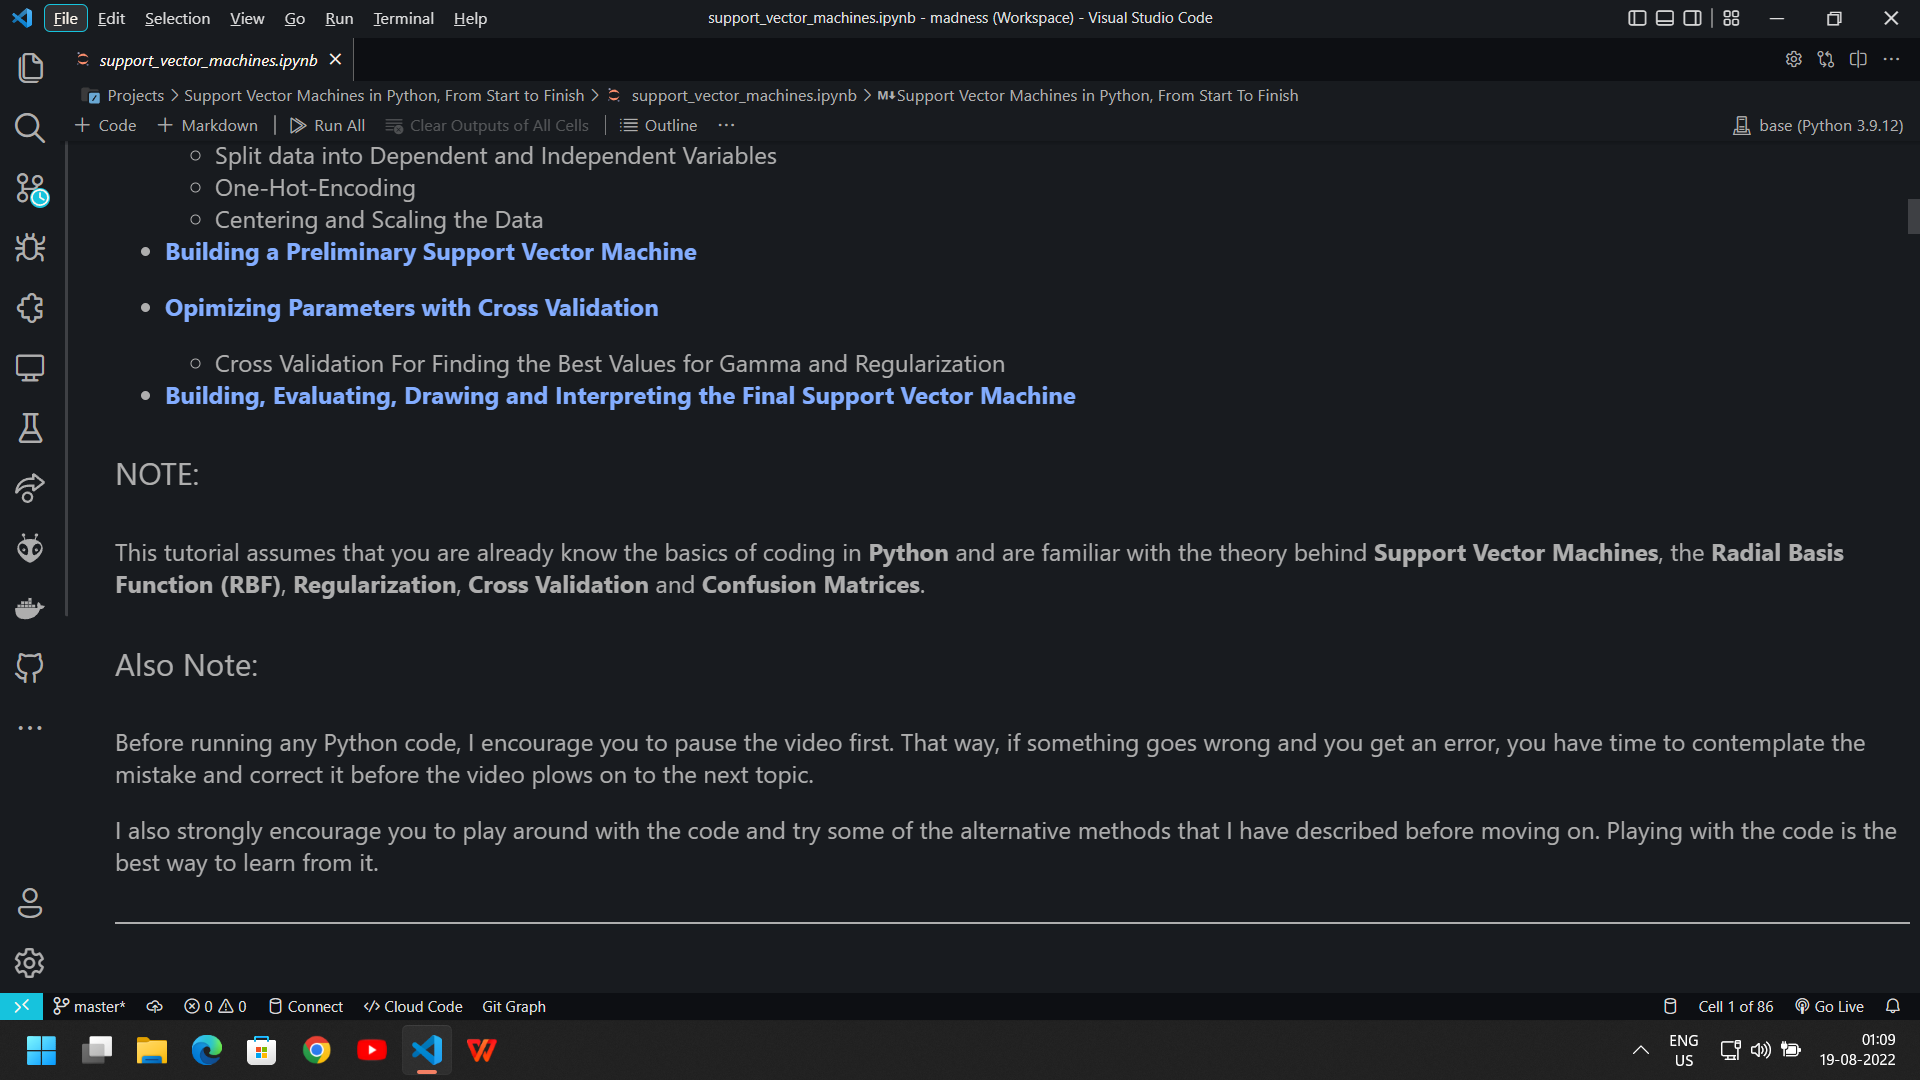 File Edit Selection View Go Run Terminal Help
support_vector_machines.ipynb - madness (Workspace) - Visual Studio Code
support_vector_machines.ipynb
Projects > Support Vector Machines in Python, From Start to Finish > support_vector_machines.ipynb > M↓Support Vector Machines in Python, From Start To Finish
+ Code + Markdown | Run All Clear Outputs of All Cells | Outline ···
base (Python 3.9.12)
Split data into Dependent and Independent Variables
One-Hot-Encoding
Centering and Scaling the Data
Building a Preliminary Support Vector Machine
Opimizing Parameters with Cross Validation
Cross Validation For Finding the Best Values for Gamma and Regularization
Building, Evaluating, Drawing and Interpreting the Final Support Vector Machine
NOTE:
This tutorial assumes that you are already know the basics of coding in Python and are familiar with the theory behind Support Vector Machines, the Radial Basis
Function (RBF), Regularization, Cross Validation and Confusion Matrices.
Also Note:
Before running any Python code, I encourage you to pause the video first. That way, if something goes wrong and you get an error, you have time to contemplate the
mistake and correct it before the video plows on to the next topic.
I also strongly encourage you to play around with the code and try some of the alternative methods that I have described before moving on. Playing with the code is the
best way to learn from it.
master* 0 0 Connect Cloud Code Git Graph
Cell 1 of 86 Go Live
ENG
US
01:09
19-08-2022